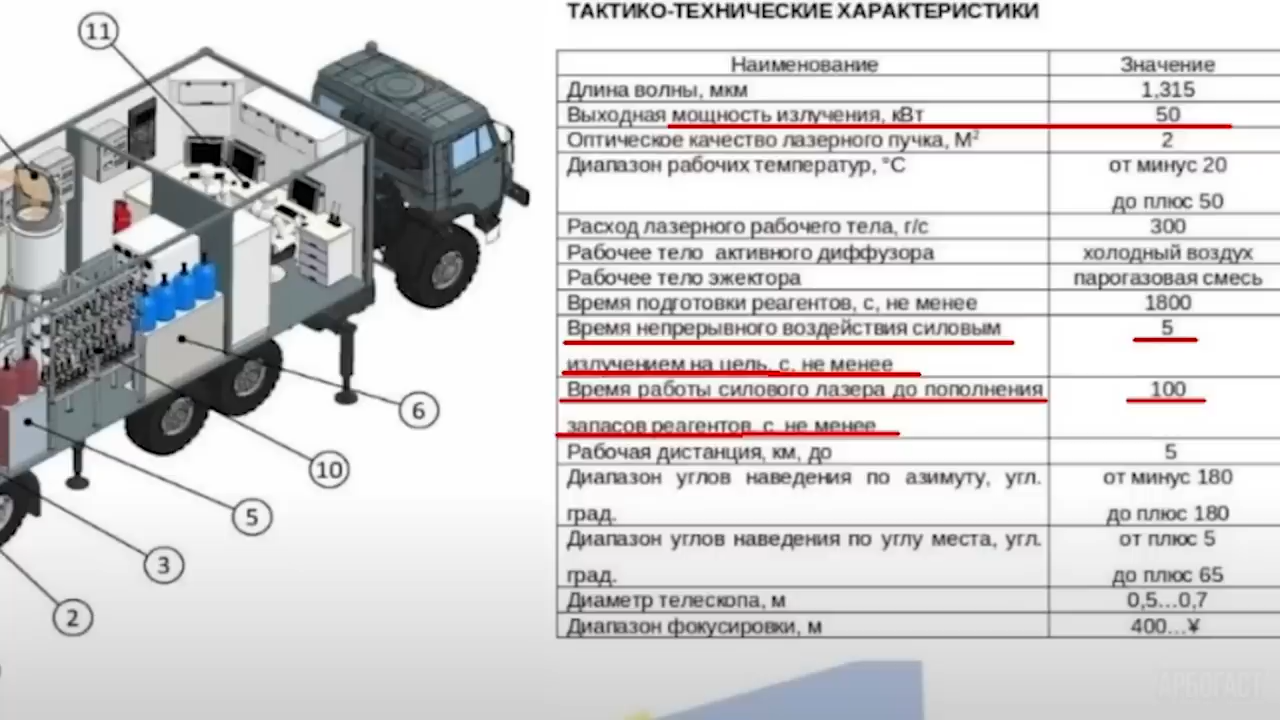 ТАКТИКО-ТЕХНИЧЕСКИЕ ХАРАКТЕРИСТИКИ
Наименование Значение
Длина волны, мкм 1,315
Выходная мощность излучения, кВт 50
Оптическое качество лазерного пучка, М² 2
Диапазон рабочих температур, °С от минус 20
до плюс 50
Расход лазерного рабочего тела, г/с 300
Рабочее тело активного диффузора холодный воздух
Рабочее тело эжектора парогазовая смесь
Время подготовки реагентов, с, не менее 1800
Время непрерывного воздействия силовым 5
излучением на цель, с, не менее
Время работы силового лазера до пополнения 100
запасов реагентов, с, не менее
Рабочая дистанция, км, до 5
Диапазон углов наведения по азимуту, угл. от минус 180
град. до плюс 180
Диапазон углов наведения по углу места, угл. от плюс 5
град. до плюс 65
Диаметр телескопа, м 0,5...0,7
Диапазон фокусировки, м 400...¥
11
6
10
5
3
2
АРБОГАСТ